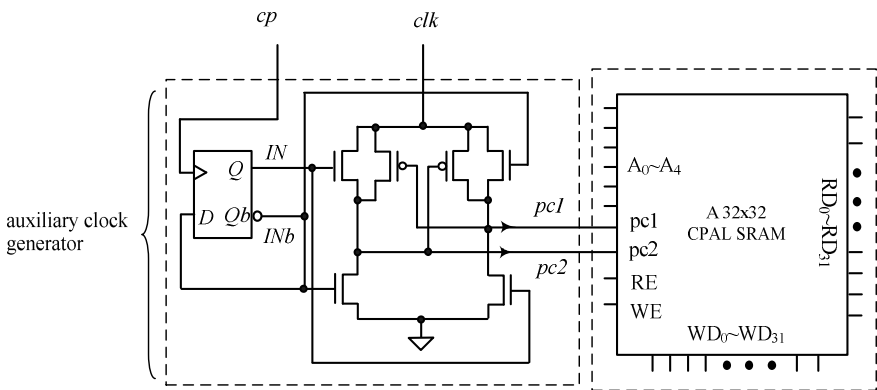 cp
clk
auxiliary clock
generator
Q
D
Qb
IN
INb
pc1
pc2
A₀~A₄
pc1
pc2
RE
WE
A 32x32
CPAL SRAM
RD₀~RD₃₁
WD₀~WD₃₁